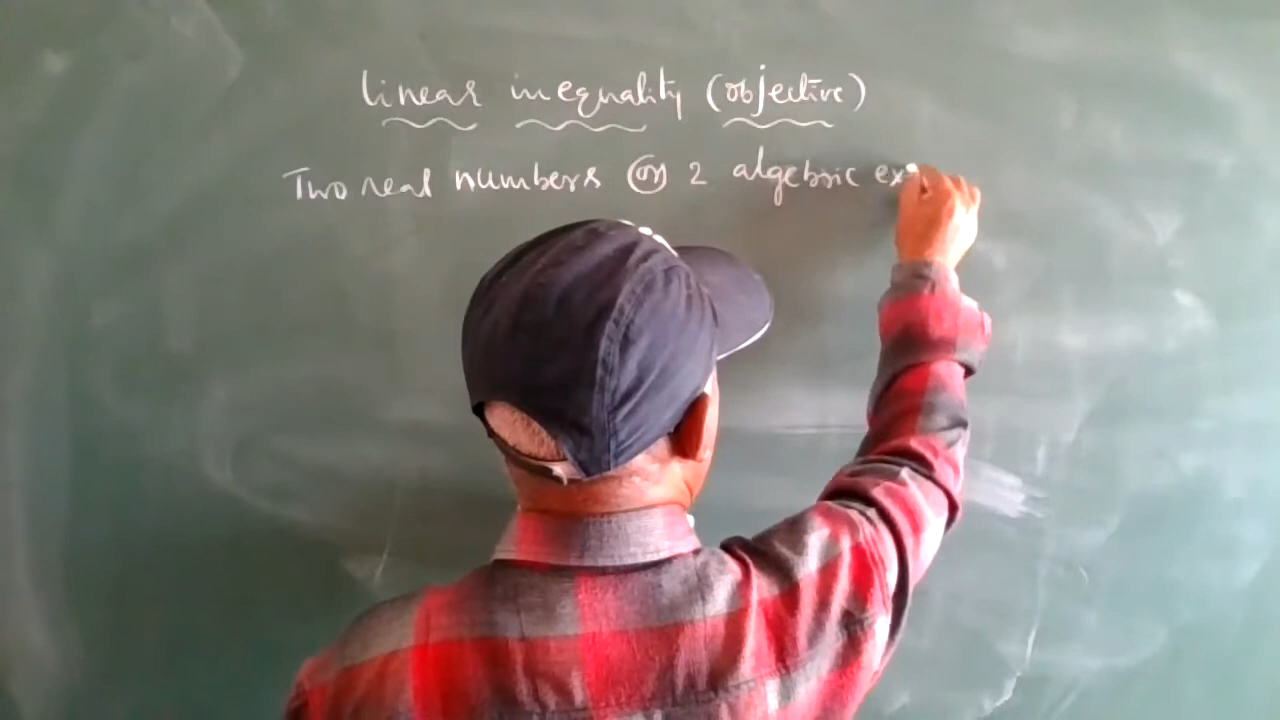 linear inequality (objective)
Two real numbers or 2 algebric ex